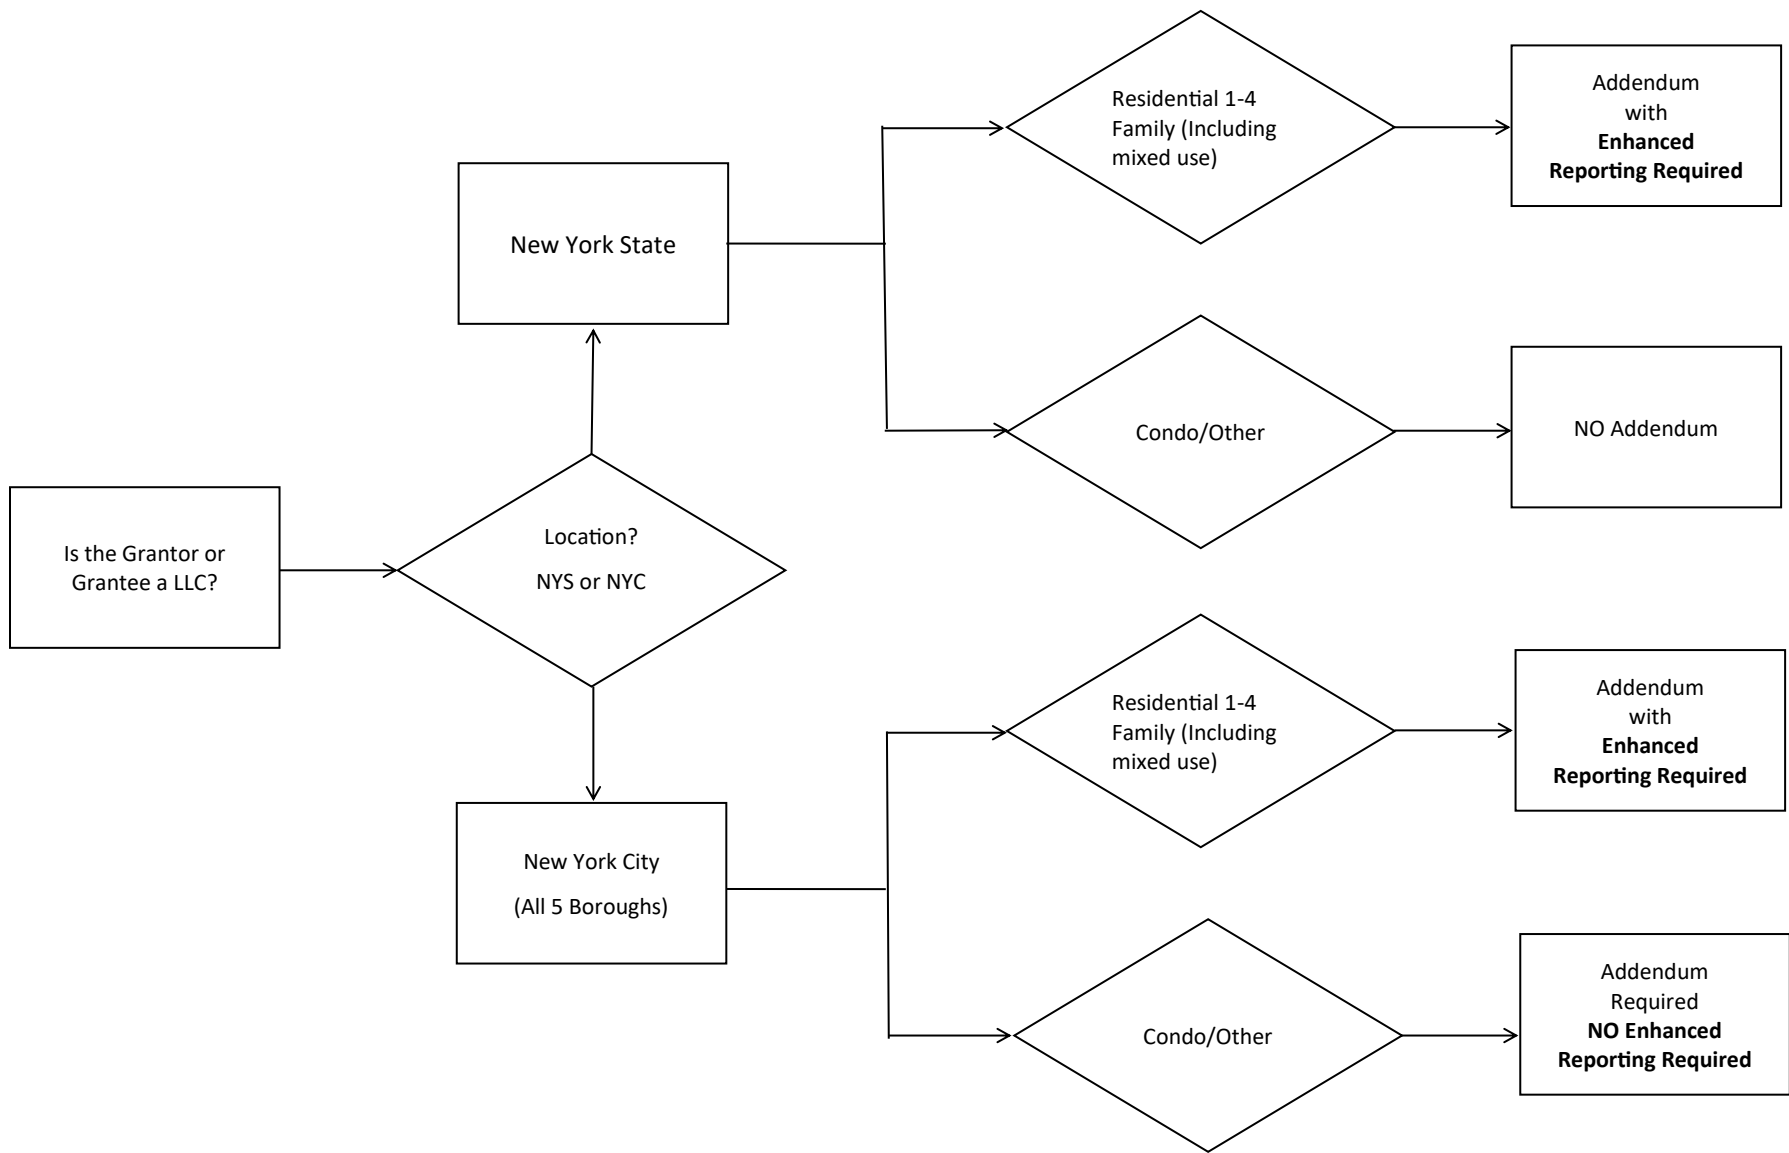 Residential 1-4
Family (Including
mixed use)
Addendum
with
Enhanced
Reporting Required
New York State
Condo/Other
NO Addendum
Is the Grantor or
Grantee a LLC?
Location?
NYS or NYC
Residential 1-4
Family (Including
mixed use)
Addendum
with
Enhanced
Reporting Required
New York City
(All 5 Boroughs)
Condo/Other
Addendum
Required
NO Enhanced
Reporting Required